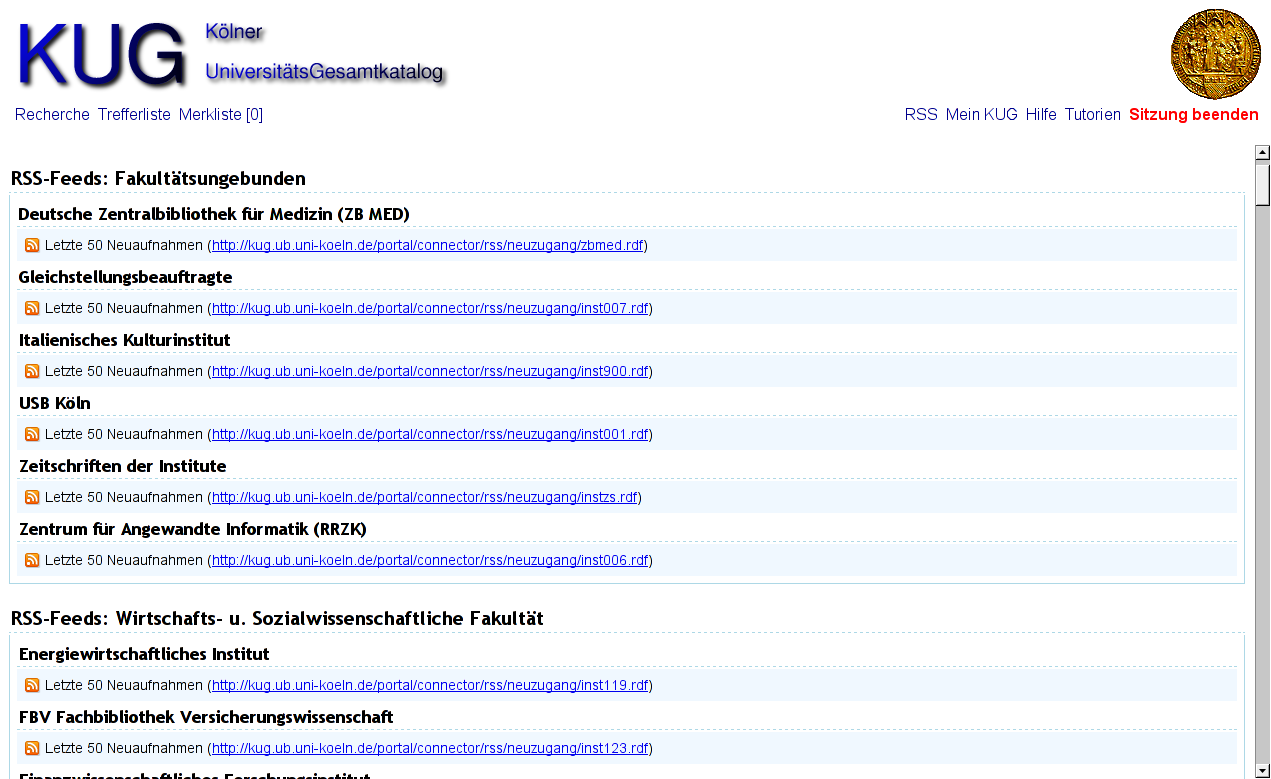 KUG
Kölner
UniversitätsGesamtkatalog
Recherche Trefferliste Merkliste [0]
RSS Mein KUG Hilfe Tutorien Sitzung beenden
RSS-Feeds: Fakultätsungebunden
Deutsche Zentralbibliothek für Medizin (ZB MED)
Letzte 50 Neuaufnahmen (http://kug.ub.uni-koeln.de/portal/connector/rss/neuzugang/zbmed.rdf)
Gleichstellungsbeauftragte
Letzte 50 Neuaufnahmen (http://kug.ub.uni-koeln.de/portal/connector/rss/neuzugang/inst007.rdf)
Italienisches Kulturinstitut
Letzte 50 Neuaufnahmen (http://kug.ub.uni-koeln.de/portal/connector/rss/neuzugang/inst900.rdf)
USB Köln
Letzte 50 Neuaufnahmen (http://kug.ub.uni-koeln.de/portal/connector/rss/neuzugang/inst001.rdf)
Zeitschriften der Institute
Letzte 50 Neuaufnahmen (http://kug.ub.uni-koeln.de/portal/connector/rss/neuzugang/instzs.rdf)
Zentrum für Angewandte Informatik (RRZK)
Letzte 50 Neuaufnahmen (http://kug.ub.uni-koeln.de/portal/connector/rss/neuzugang/inst006.rdf)
RSS-Feeds: Wirtschafts- u. Sozialwissenschaftliche Fakultät
Energiewirtschaftliches Institut
Letzte 50 Neuaufnahmen (http://kug.ub.uni-koeln.de/portal/connector/rss/neuzugang/inst119.rdf)
FBV Fachbibliothek Versicherungswissenschaft
Letzte 50 Neuaufnahmen (http://kug.ub.uni-koeln.de/portal/connector/rss/neuzugang/inst123.rdf)
Finanzwissenschaftliches Forschungsinstitut